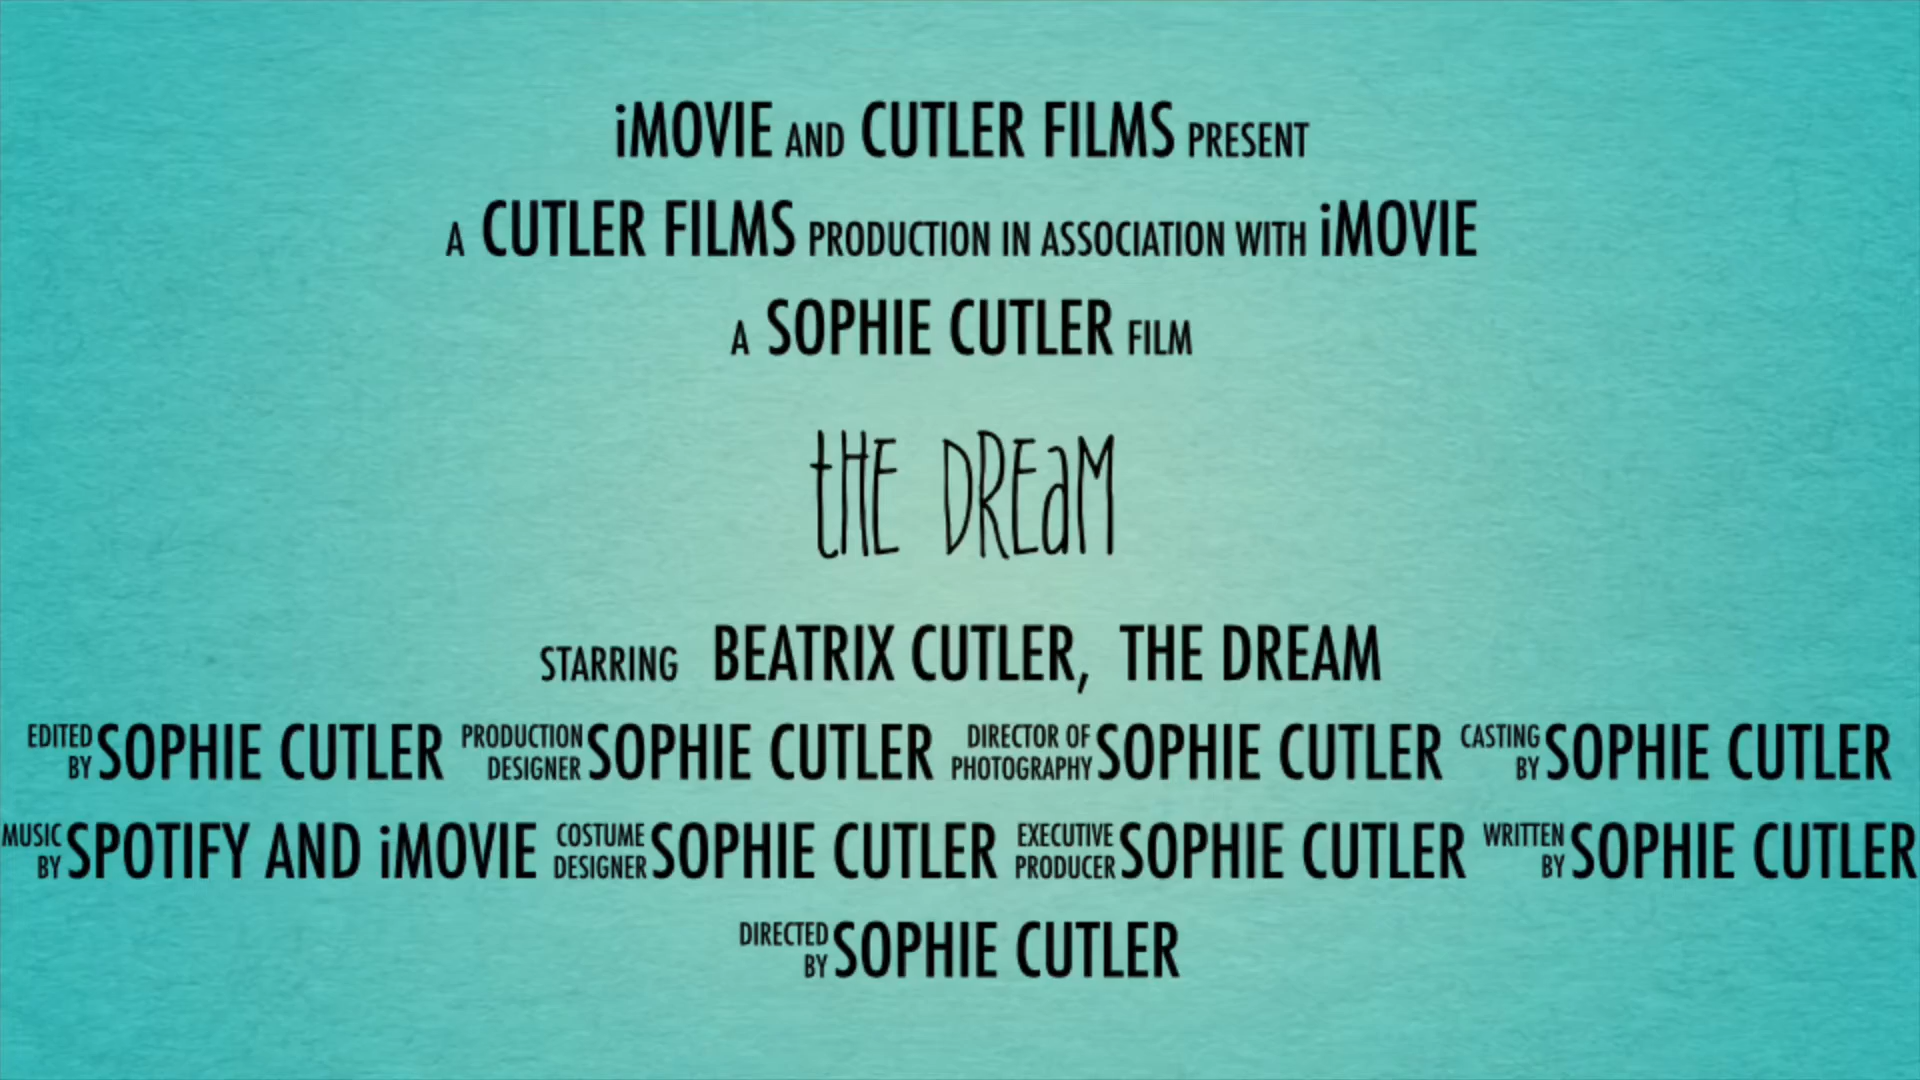 iMOVIE AND CUTLER FILMS PRESENT
A CUTLER FILMS PRODUCTION IN ASSOCIATION WITH iMOVIE
A SOPHIE CUTLER FILM
tHE DREaM
STARRING BEATRIX CUTLER, THE DREAM
EDITED BY SOPHIE CUTLER PRODUCTION DESIGNER SOPHIE CUTLER DIRECTOR OF PHOTOGRAPHY SOPHIE CUTLER CASTING BY SOPHIE CUTLER
MUSIC BY SPOTIFY AND iMOVIE COSTUME DESIGNER SOPHIE CUTLER EXECUTIVE PRODUCER SOPHIE CUTLER WRITTEN BY SOPHIE CUTLER
DIRECTED BY SOPHIE CUTLER